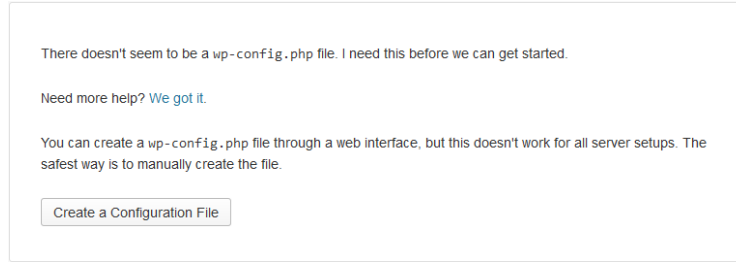 There doesn't seem to be a wp-config.php file. I need this before we can get started.
Need more help? We got it.
You can create a wp-config.php file through a web interface, but this doesn't work for all server setups. The
safest way is to manually create the file.
Create a Configuration File